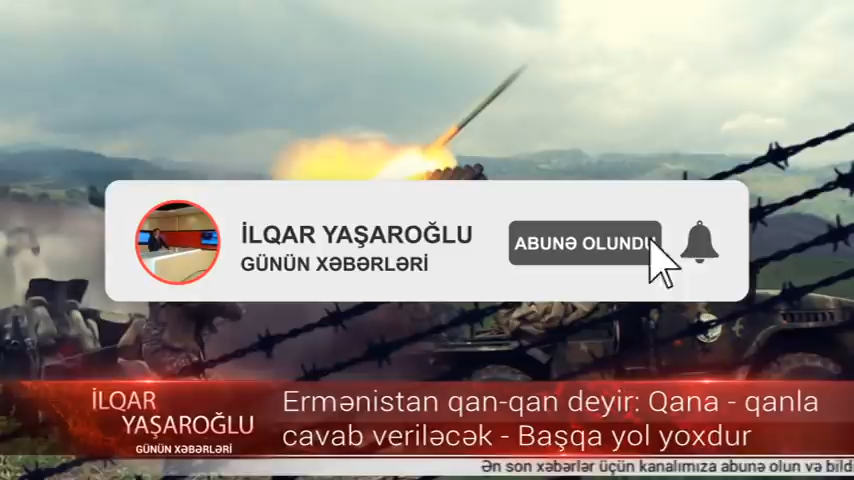 İLQAR YAŞAROĞLU
GÜNÜN XƏBƏRLƏRİ
ABUNƏ OLUNDU
İLQAR
YAŞAROĞLU
GÜNÜN XƏBƏRLƏRİ
Ermənistan qan-qan deyir: Qana - qanla
cavab veriləcək - Başqa yol yoxdur
Ən son xəbərlər üçün kanalımıza abunə olun və bild